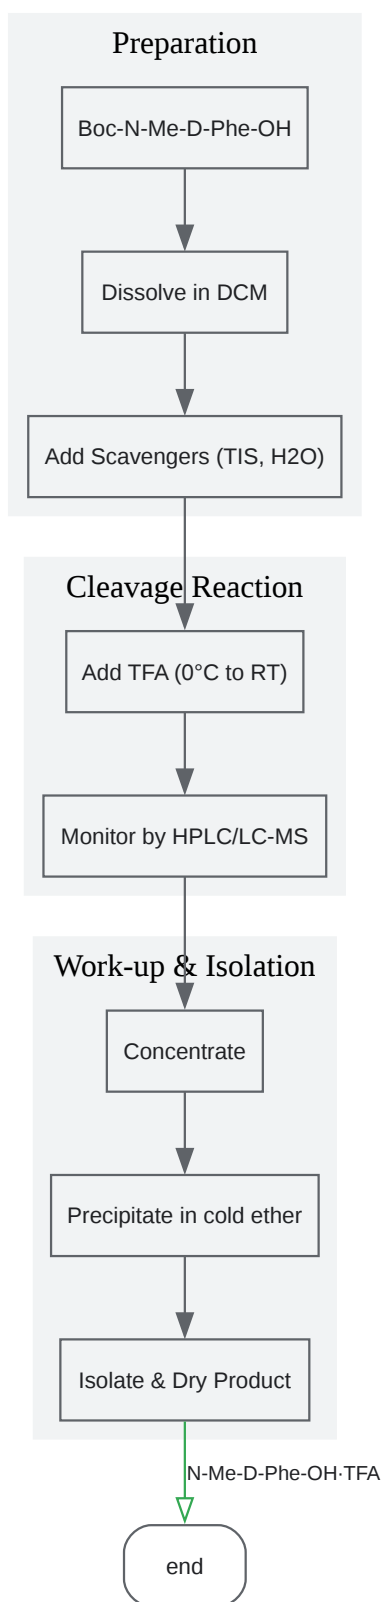 Preparation
Boc-N-Me-D-Phe-OH
Dissolve in DCM
Add Scavengers (TIS, H2O)
Cleavage Reaction
Add TFA (0°C to RT)
Monitor by HPLC/LC-MS
Work-up & Isolation
Concentrate
Precipitate in cold ether
Isolate & Dry Product
N-Me-D-Phe-OH·TFA
end